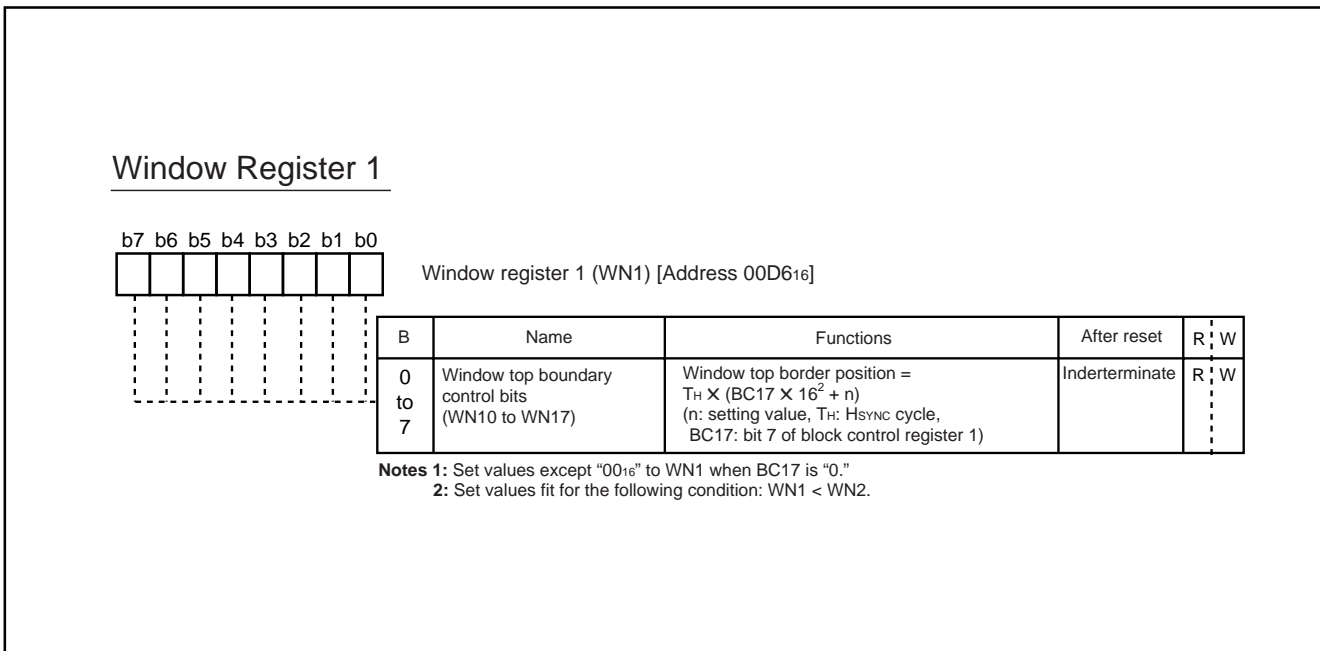 Window Register 1
b7 b6 b5 b4 b3 b2 b1 b0
Window register 1 (WN1) [Address 00D6₁₆]
B Name Functions After reset R W
0 to 7
Window top boundary
control bits
(WN10 to WN17)
Window top border position =
TH X (BC17 X 16² + n)
(n: setting value, TH: HSYNC cycle,
BC17: bit 7 of block control register 1)
Inderterminate R W
Notes 1: Set values except “00₁₆” to WN1 when BC17 is “0.”
2: Set values fit for the following condition: WN1 < WN2.